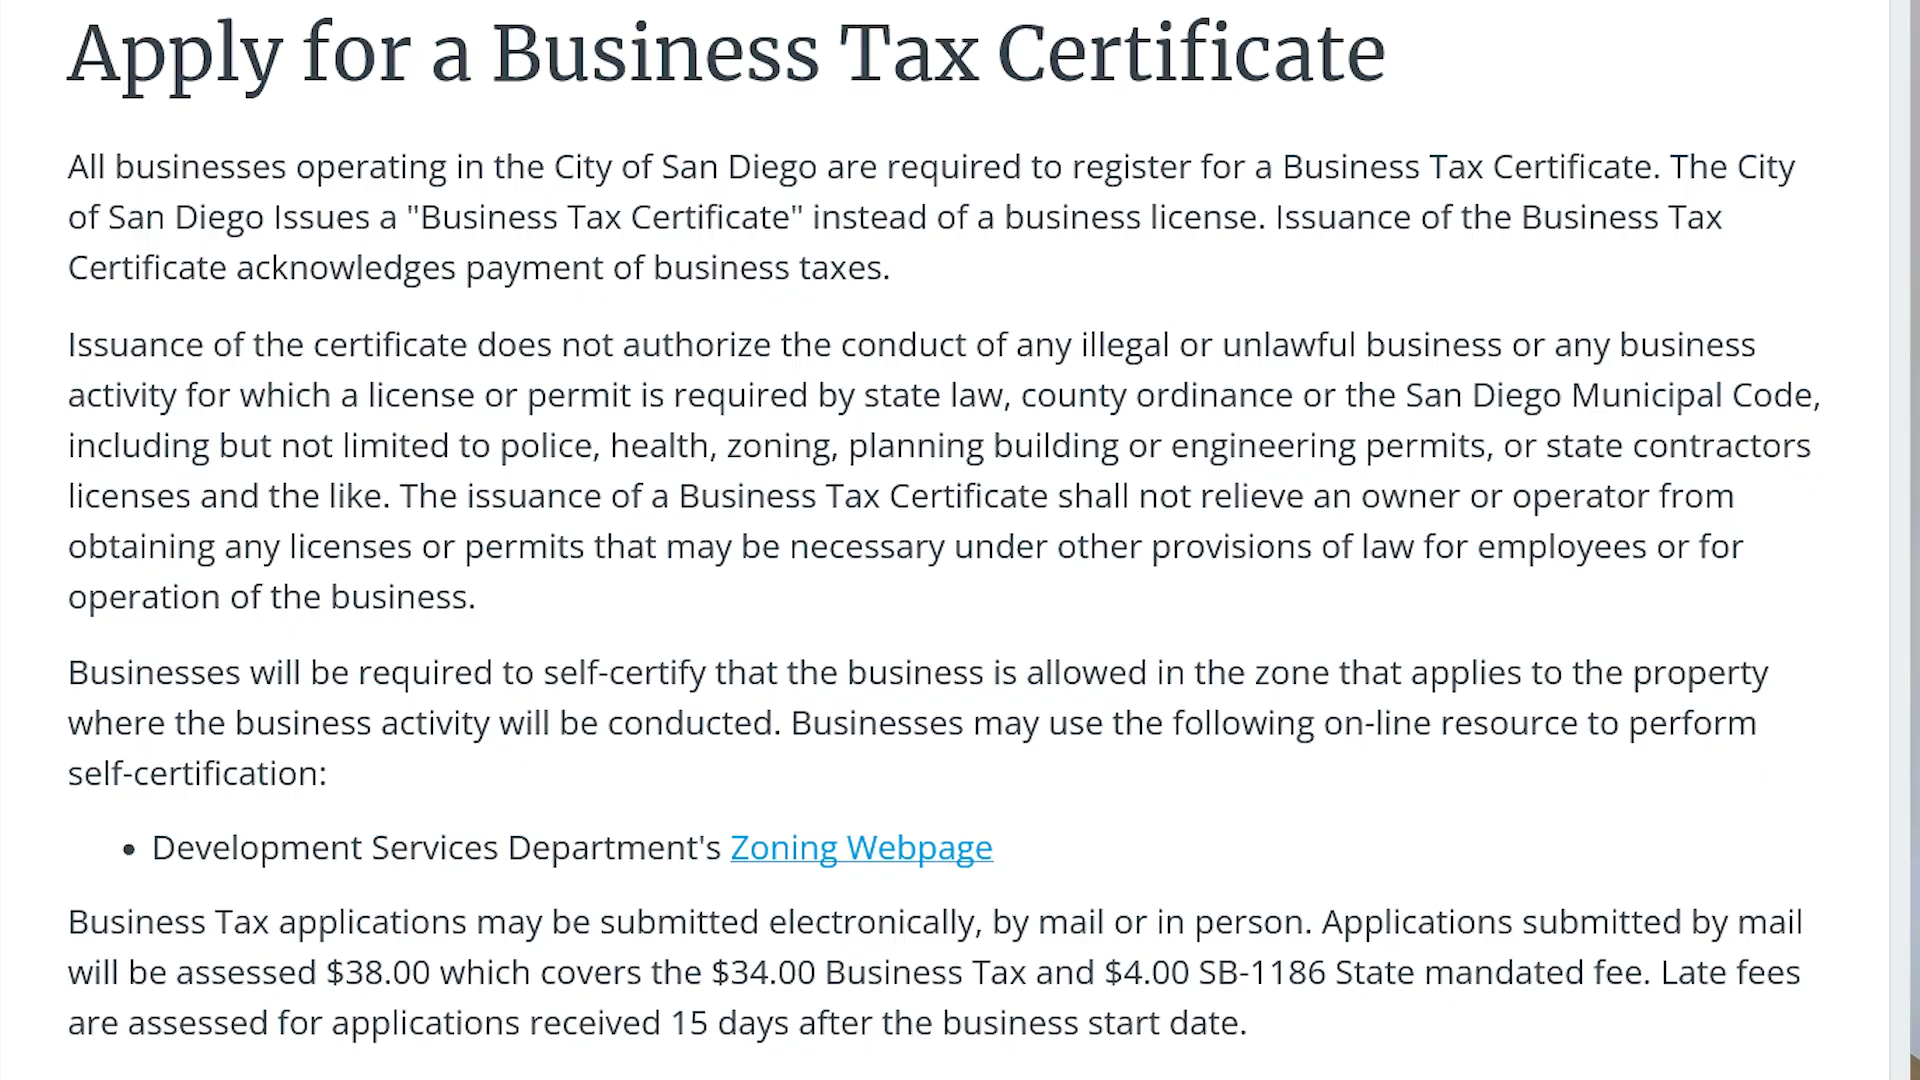 Apply for a Business Tax Certificate
All businesses operating in the City of San Diego are required to register for a Business Tax Certificate. The City
of San Diego Issues a "Business Tax Certificate" instead of a business license. Issuance of the Business Tax
Certificate acknowledges payment of business taxes.
Issuance of the certificate does not authorize the conduct of any illegal or unlawful business or any business
activity for which a license or permit is required by state law, county ordinance or the San Diego Municipal Code,
including but not limited to police, health, zoning, planning building or engineering permits, or state contractors
licenses and the like. The issuance of a Business Tax Certificate shall not relieve an owner or operator from
obtaining any licenses or permits that may be necessary under other provisions of law for employees or for
operation of the business.
Businesses will be required to self-certify that the business is allowed in the zone that applies to the property
where the business activity will be conducted. Businesses may use the following on-line resource to perform
self-certification:
• Development Services Department's Zoning Webpage
Business Tax applications may be submitted electronically, by mail or in person. Applications submitted by mail
will be assessed $38.00 which covers the $34.00 Business Tax and $4.00 SB-1186 State mandated fee. Late fees
are assessed for applications received 15 days after the business start date.